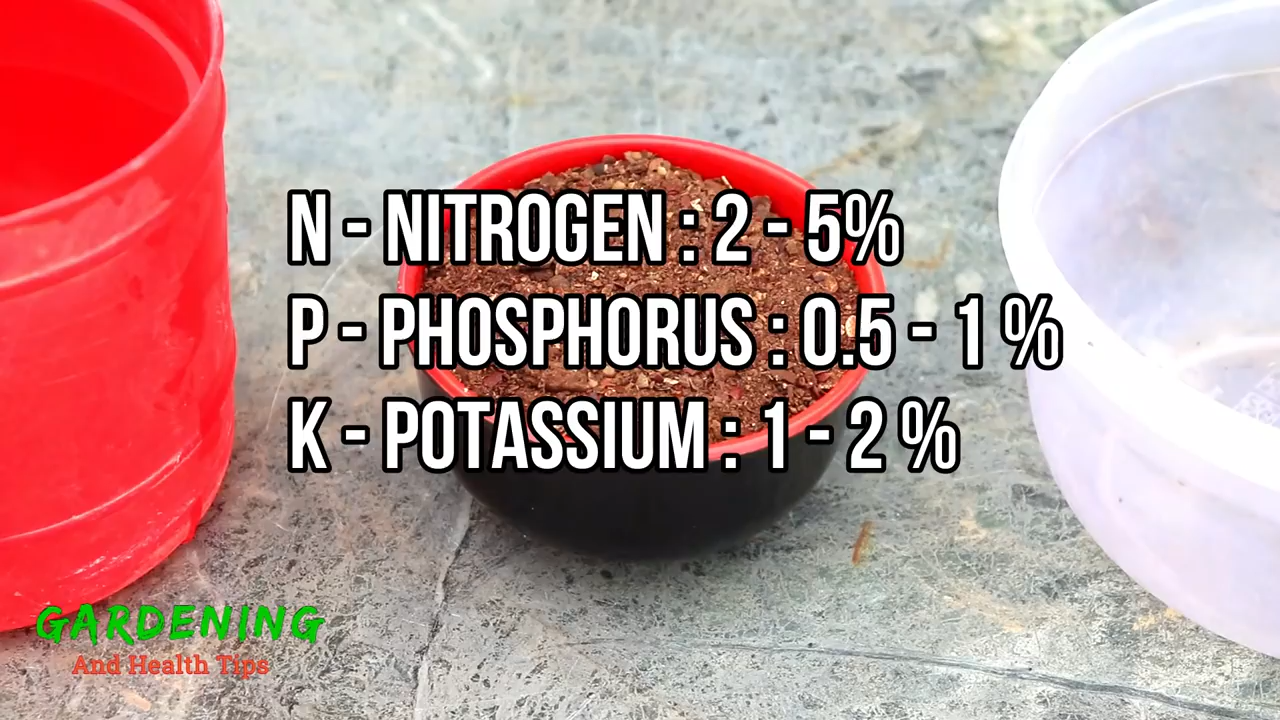 N - NITROGEN : 2 - 5%
P - PHOSPHORUS : 0.5 - 1 %
K - POTASSIUM : 1 - 2 %
GARDENING
And Health Tips